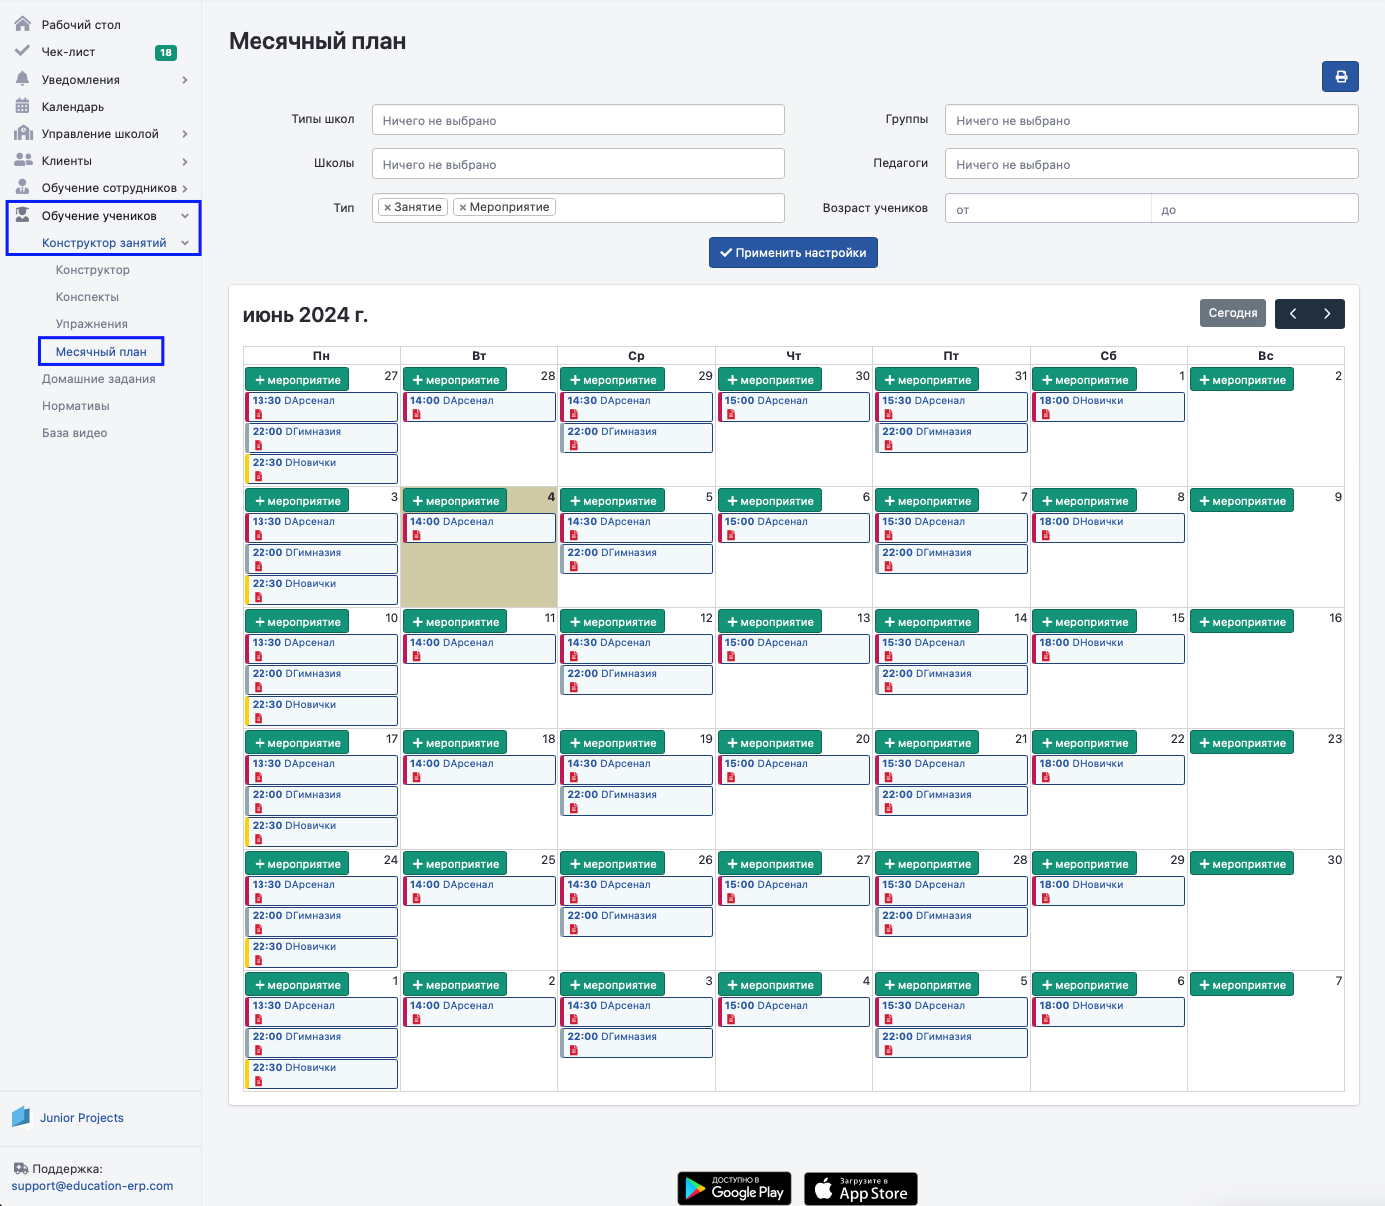 Рабочий стол
Чек-лист 18
Уведомления
Календарь
Управление школой
Клиенты
Обучение сотрудников
Обучение учеников
Конструктор занятий
Конструктор
Конспекты
Упражнения
Месячный план
Домашние задания
Нормативы
База видео
Junior Projects
Поддержка:
support@education-erp.com
Месячный план
Типы школ Ничего не выбрано Группы Ничего не выбрано
Школы Ничего не выбрано Педагоги Ничего не выбрано
Тип × Занятие × Мероприятие Возраст учеников от до
Применить настройки
июнь 2024 г. Сегодня
Пн Вт Ср Чт Пт Сб Вс
+ мероприятие 27 + мероприятие 28 + мероприятие 29 + мероприятие 30 + мероприятие 31 + мероприятие 1 + мероприятие 2
13:30 DАрсенал 14:00 DАрсенал 14:30 DАрсенал 15:00 DАрсенал 15:30 DАрсенал 18:00 DНовички
22:00 DГимназия 22:00 DГимназия 22:00 DГимназия
22:30 DНовички
+ мероприятие 3 + мероприятие 4 + мероприятие 5 + мероприятие 6 + мероприятие 7 + мероприятие 8 + мероприятие 9
13:30 DАрсенал 14:00 DАрсенал 14:30 DАрсенал 15:00 DАрсенал 15:30 DАрсенал 18:00 DНовички
22:00 DГимназия 22:00 DГимназия 22:00 DГимназия
22:30 DНовички
+ мероприятие 10 + мероприятие 11 + мероприятие 12 + мероприятие 13 + мероприятие 14 + мероприятие 15 + мероприятие 16
13:30 DАрсенал 14:00 DАрсенал 14:30 DАрсенал 15:00 DАрсенал 15:30 DАрсенал 18:00 DНовички
22:00 DГимназия 22:00 DГимназия 22:00 DГимназия
22:30 DНовички
+ мероприятие 17 + мероприятие 18 + мероприятие 19 + мероприятие 20 + мероприятие 21 + мероприятие 22 + мероприятие 23
13:30 DАрсенал 14:00 DАрсенал 14:30 DАрсенал 15:00 DАрсенал 15:30 DАрсенал 18:00 DНовички
22:00 DГимназия 22:00 DГимназия 22:00 DГимназия
22:30 DНовички
+ мероприятие 24 + мероприятие 25 + мероприятие 26 + мероприятие 27 + мероприятие 28 + мероприятие 29 + мероприятие 30
13:30 DАрсенал 14:00 DАрсенал 14:30 DАрсенал 15:00 DАрсенал 15:30 DАрсенал 18:00 DНовички
22:00 DГимназия 22:00 DГимназия 22:00 DГимназия
22:30 DНовички
+ мероприятие 1 + мероприятие 2 + мероприятие 3 + мероприятие 4 + мероприятие 5 + мероприятие 6 + мероприятие 7
13:30 DАрсенал 14:00 DАрсенал 14:30 DАрсенал 15:00 DАрсенал 15:30 DАрсенал 18:00 DНовички
22:00 DГимназия 22:00 DГимназия 22:00 DГимназия
22:30 DНовички
ДОСТУПНО В Загрузите в
Google Play App Store